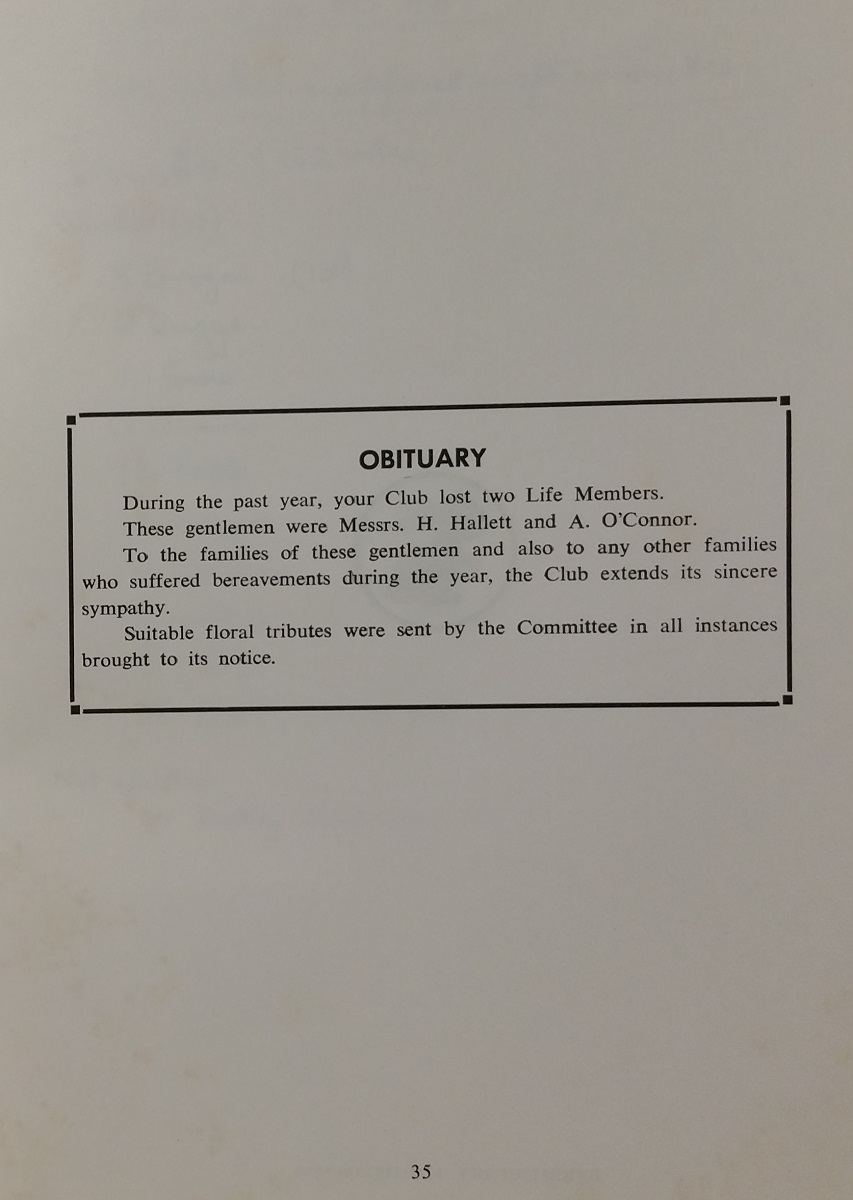 OBITUARY
During the past year, your Club lost two Life Members.
These gentlemen were Messrs. H. Hallett and A. O'Connor.
To the families of these gentlemen and also to any other families
who suffered bereavements during the year, the Club extends its sincere
sympathy.
Suitable floral tributes were sent by the Committee in all instances
brought to its notice.
35